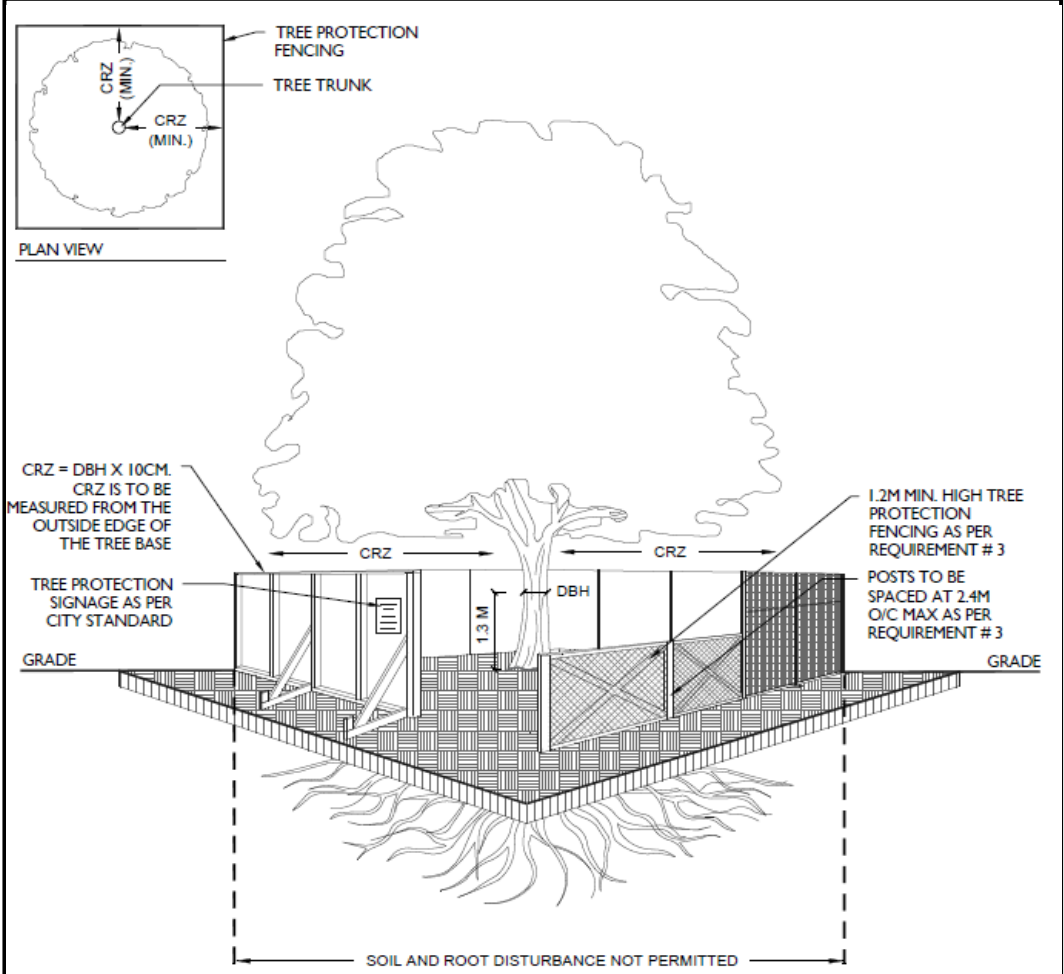 TREE PROTECTION
FENCING
TREE TRUNK
CRZ
(MIN.)
CRZ
(MIN.)
PLAN VIEW
CRZ = DBH X 10CM.
CRZ IS TO BE
MEASURED FROM THE
OUTSIDE EDGE OF
THE TREE BASE
TREE PROTECTION
SIGNAGE AS PER
CITY STANDARD
GRADE
CRZ
CRZ
DBH
1.3 M
1.2M MIN. HIGH TREE
PROTECTION
FENCING AS PER
REQUIREMENT # 3
POSTS TO BE
SPACED AT 2.4M
O/C MAX AS PER
REQUIREMENT # 3
GRADE
SOIL AND ROOT DISTURBANCE NOT PERMITTED